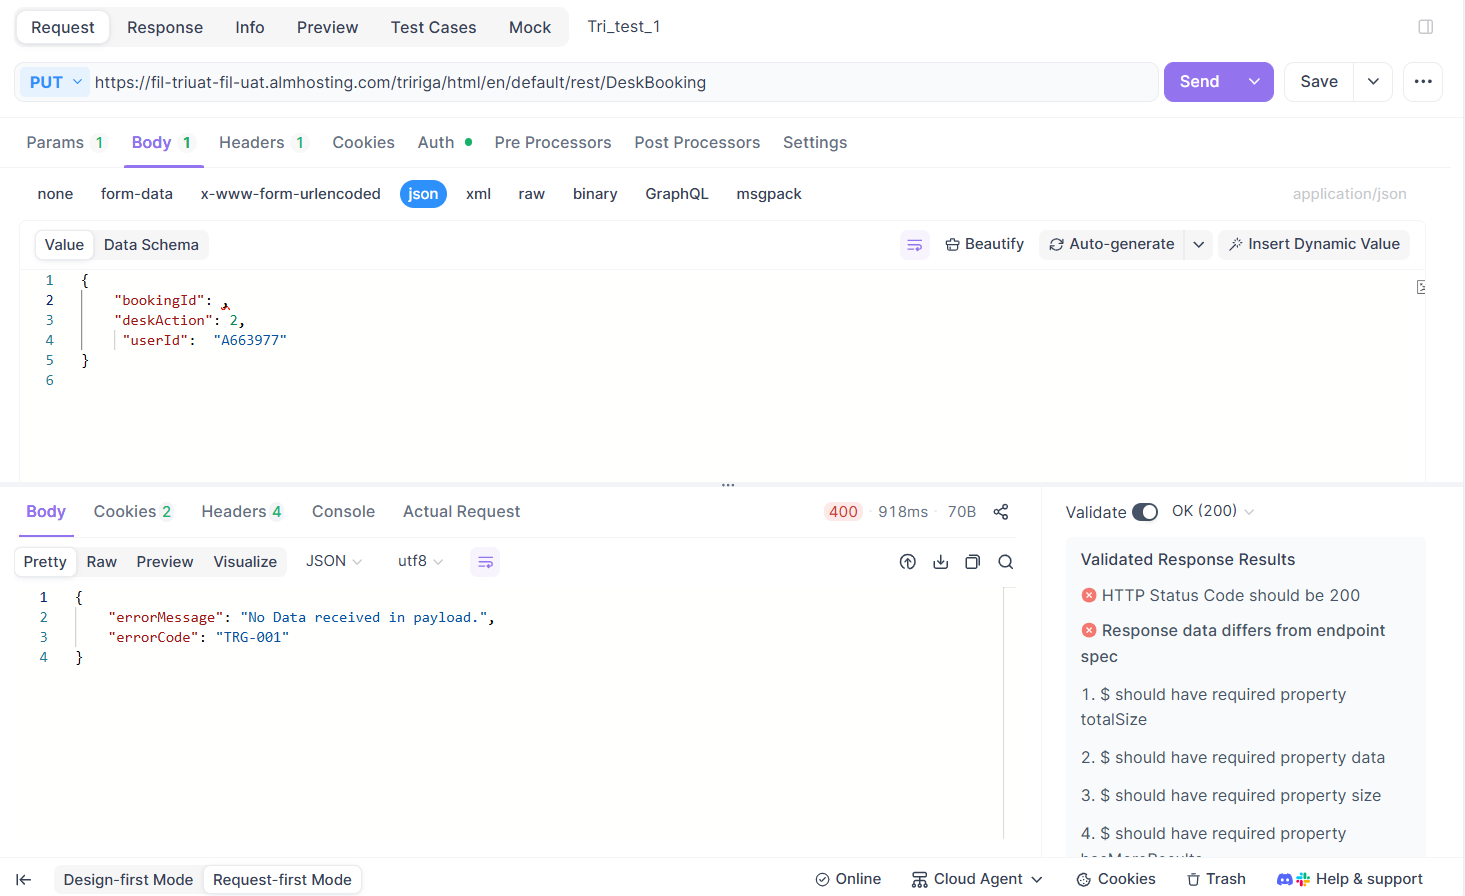 Request Response Info Preview Test Cases Mock Tri_test_1
PUT https://fil-triuat-fil-uat.almhosting.com/tririga/html/en/default/rest/DeskBooking Send Save
Params 1 Body 1 Headers 1 Cookies Auth Pre Processors Post Processors Settings
none form-data x-www-form-urlencoded json xml raw binary GraphQL msgpack application/json
Value Data Schema Beautify Auto-generate Insert Dynamic Value
1 {
2 "bookingId": ,
3 "deskAction": 2,
4 "userId": "A663977"
5 }
6
Body Cookies 2 Headers 4 Console Actual Request 400 · 918ms · 70B
Pretty Raw Preview Visualize JSON utf8
1 {
2 "errorMessage": "No Data received in payload.",
3 "errorCode": "TRG-001"
4 }
Validate OK (200)
Validated Response Results
HTTP Status Code should be 200
Response data differs from endpoint
spec
1. $ should have required property
totalSize
2. $ should have required property data
3. $ should have required property size
4. $ should have required property
Design-first Mode Request-first Mode Online Cloud Agent Cookies Trash Help & support